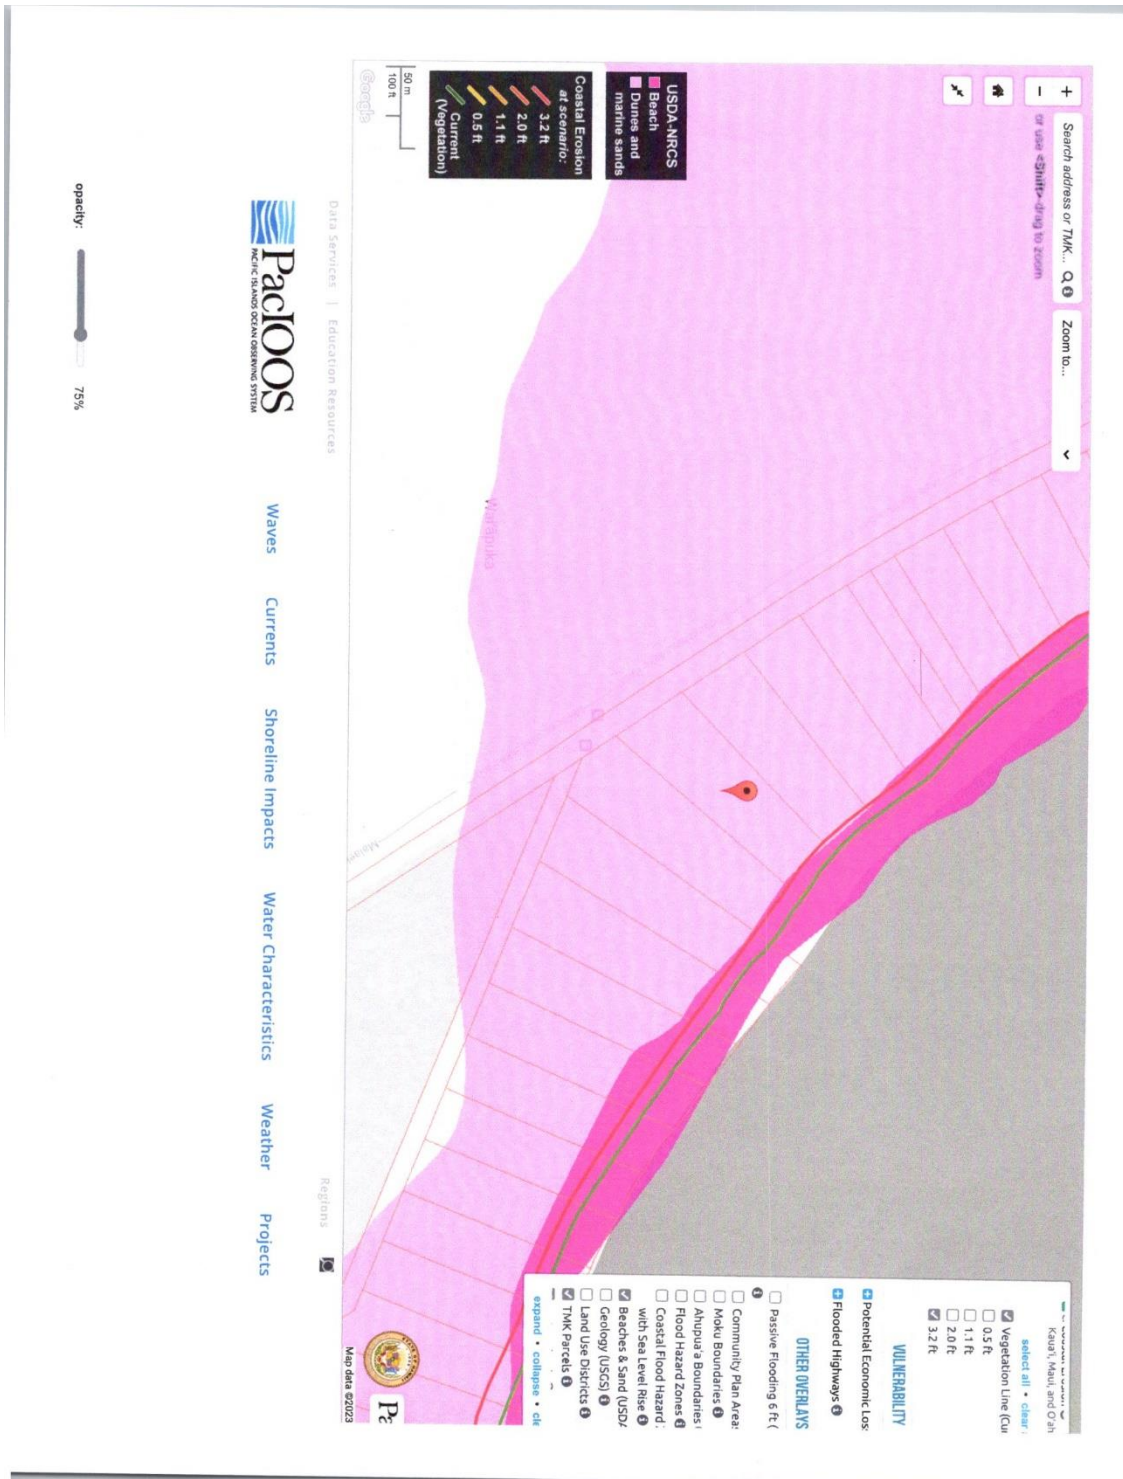 +
−
Search address or TMK...
Zoom to...
or use <Shift>-drag to zoom
USDA-NRCS
Beach
Dunes and
marine sands
Coastal Erosion
at scenario:
3.2 ft
2.0 ft
1.1 ft
0.5 ft
Current
(Vegetation)
50 m
100 ft
Google
Kaua'i, Maui, and O'ah
select all • clear
Vegetation Line (Cur
0.5 ft
1.1 ft
2.0 ft
3.2 ft
VULNERABILITY
Potential Economic Los
Flooded Highways
OTHER OVERLAYS
Passive Flooding 6 ft (
Community Plan Area
Moku Boundaries
Ahupua'a Boundaries
Flood Hazard Zones
Coastal Flood Hazard
with Sea Level Rise
Beaches & Sand (USDA
Geology (USGS)
Land Use Districts
TMK Parcels
expand • collapse • cle
Map data ©2023
Data Services | Education Resources
Regions
PacIOOS
PACIFIC ISLANDS OCEAN OBSERVING SYSTEM
Waves Currents Shoreline Impacts Water Characteristics Weather Projects
opacity: 75%